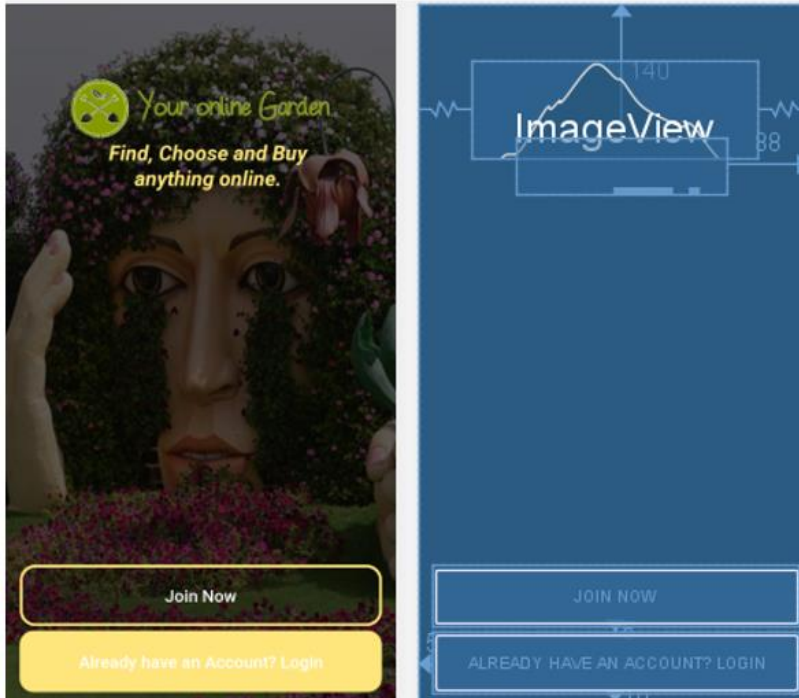 Your online Garden
Find, Choose and Buy
anything online.
Join Now
Already have an Account? Login
140
ImageView
88
JOIN NOW
ALREADY HAVE AN ACCOUNT? LOGIN